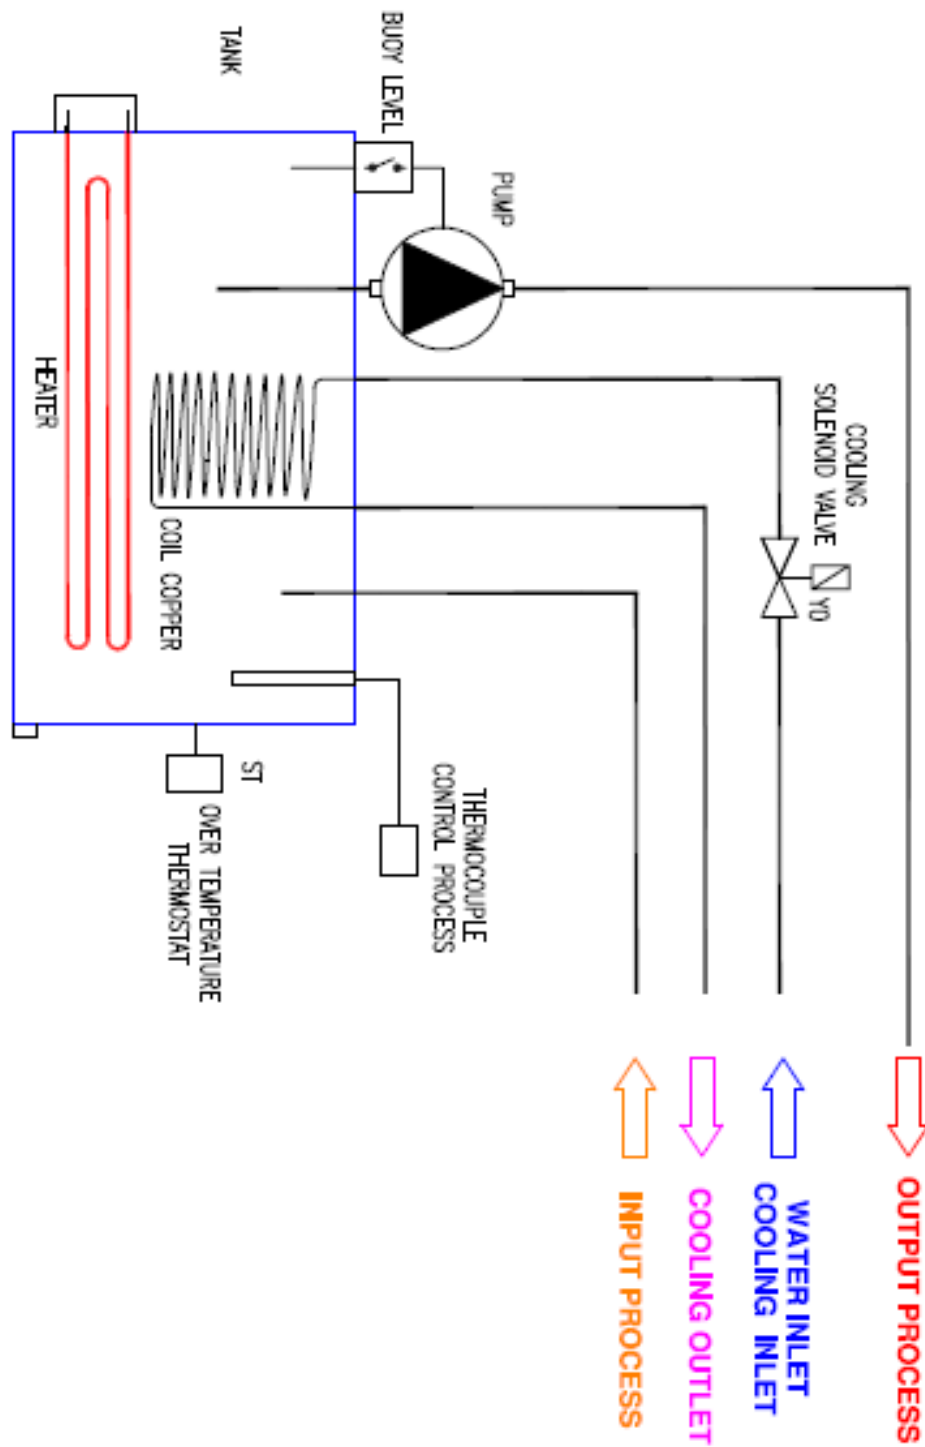 OUTPUT PROCESS
WATER INLET
COOLING INLET
COOLING OUTLET
INPUT PROCESS
COOLING
SOLENOID VALVE
YD
PUMP
BUOY LEVEL
TANK
THERMOCOUPLE
CONTROL PROCESS
COIL COPPER
HEATER
ST
OVER TEMPERATURE
THERMOSTAT